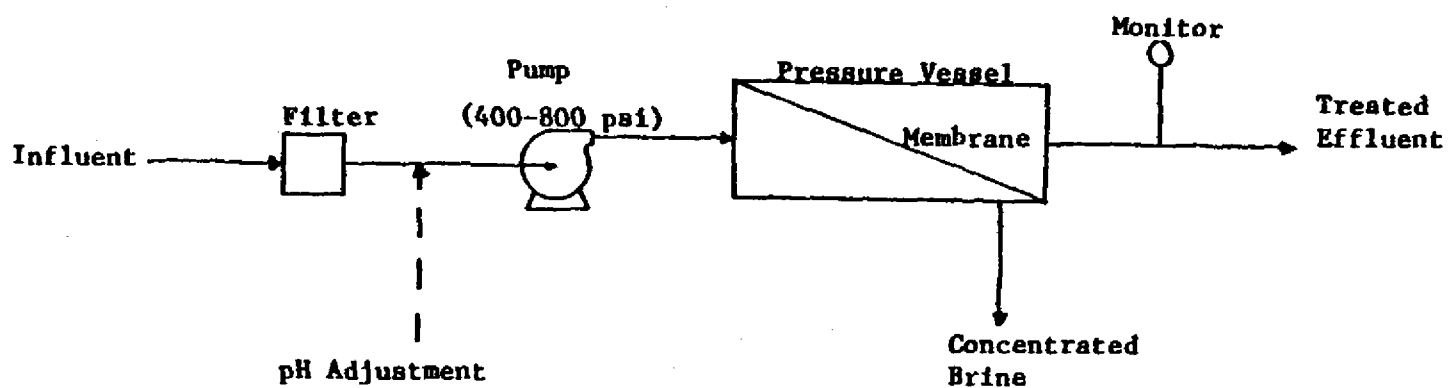 Monitor
Pump
Pressure Vessel
Filter
(400-800 psi)
Treated
Effluent
Influent
Membrane
Concentrated
Brine
pH Adjustment